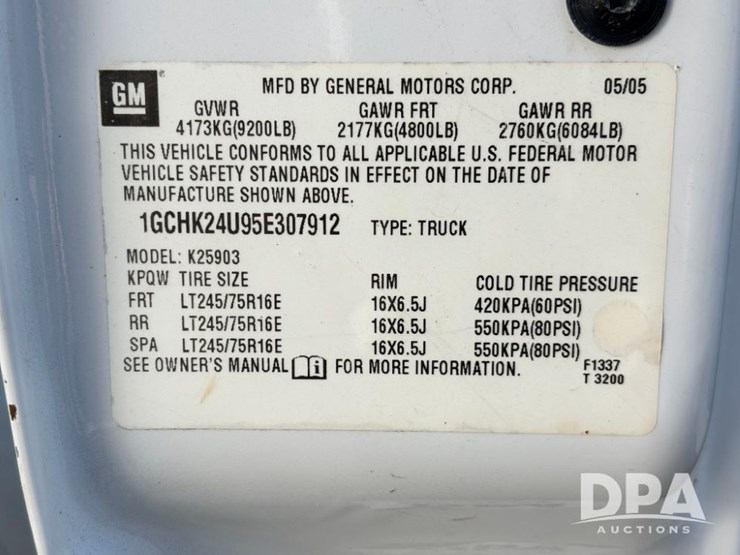 GM
MFD BY GENERAL MOTORS CORP. 05/05
GVWR GAWR FRT GAWR RR
4173KG(9200LB) 2177KG(4800LB) 2760KG(6084LB)
THIS VEHICLE CONFORMS TO ALL APPLICABLE U.S. FEDERAL MOTOR
VEHICLE SAFETY STANDARDS IN EFFECT ON THE DATE OF
MANUFACTURE SHOWN ABOVE.
1GCHK24U95E307912 TYPE: TRUCK
MODEL: K25903
KPQW TIRE SIZE RIM COLD TIRE PRESSURE
FRT LT245/75R16E 16X6.5J 420KPA(60PSI)
RR LT245/75R16E 16X6.5J 550KPA(80PSI)
SPA LT245/75R16E 16X6.5J 550KPA(80PSI)
SEE OWNER'S MANUAL i FOR MORE INFORMATION.
F1337
T 3200
DPA
AUCTIONS